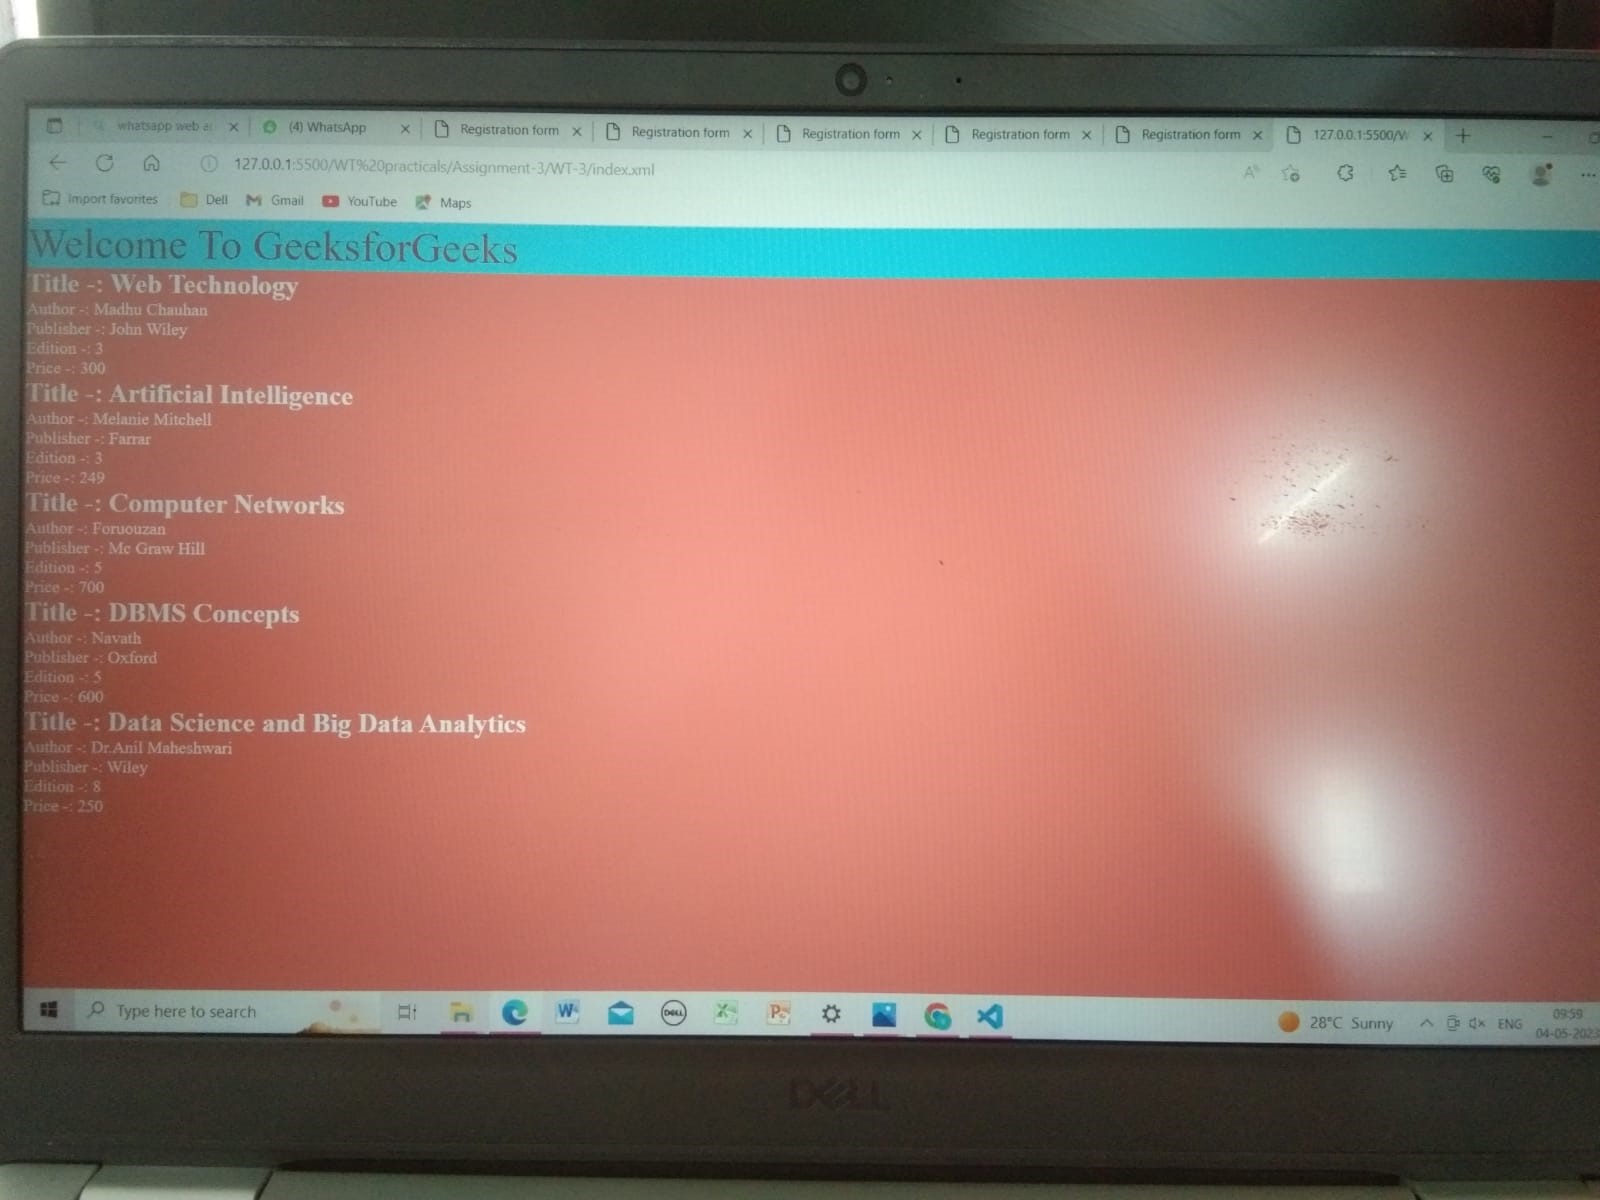 whatsapp web a
(4) WhatsApp
Registration form
Registration form
Registration form
Registration form
Registration form
127.0.0.1:5500/W
127.0.0.1:5500/WT%20practicals/Assignment-3/WT-3/index.xml
Import favorites
Dell
Gmail
YouTube
Maps
Welcome To GeeksforGeeks
Title -: Web Technology
Author -: Madhu Chauhan
Publisher -: John Wiley
Edition -: 3
Price -: 300
Title -: Artificial Intelligence
Author -: Melanie Mitchell
Publisher -: Farrar
Edition -: 3
Price -: 249
Title -: Computer Networks
Author -: Foruouzan
Publisher -: Mc Graw Hill
Edition -: 5
Price -: 700
Title -: DBMS Concepts
Author -: Navath
Publisher -: Oxford
Edition -: 5
Price -: 600
Title -: Data Science and Big Data Analytics
Author -: Dr.Anil Maheshwari
Publisher -: Wiley
Edition -: 8
Price -: 250
Type here to search
DELL
28°C Sunny
ENG
09:59
04-05-2023
DELL